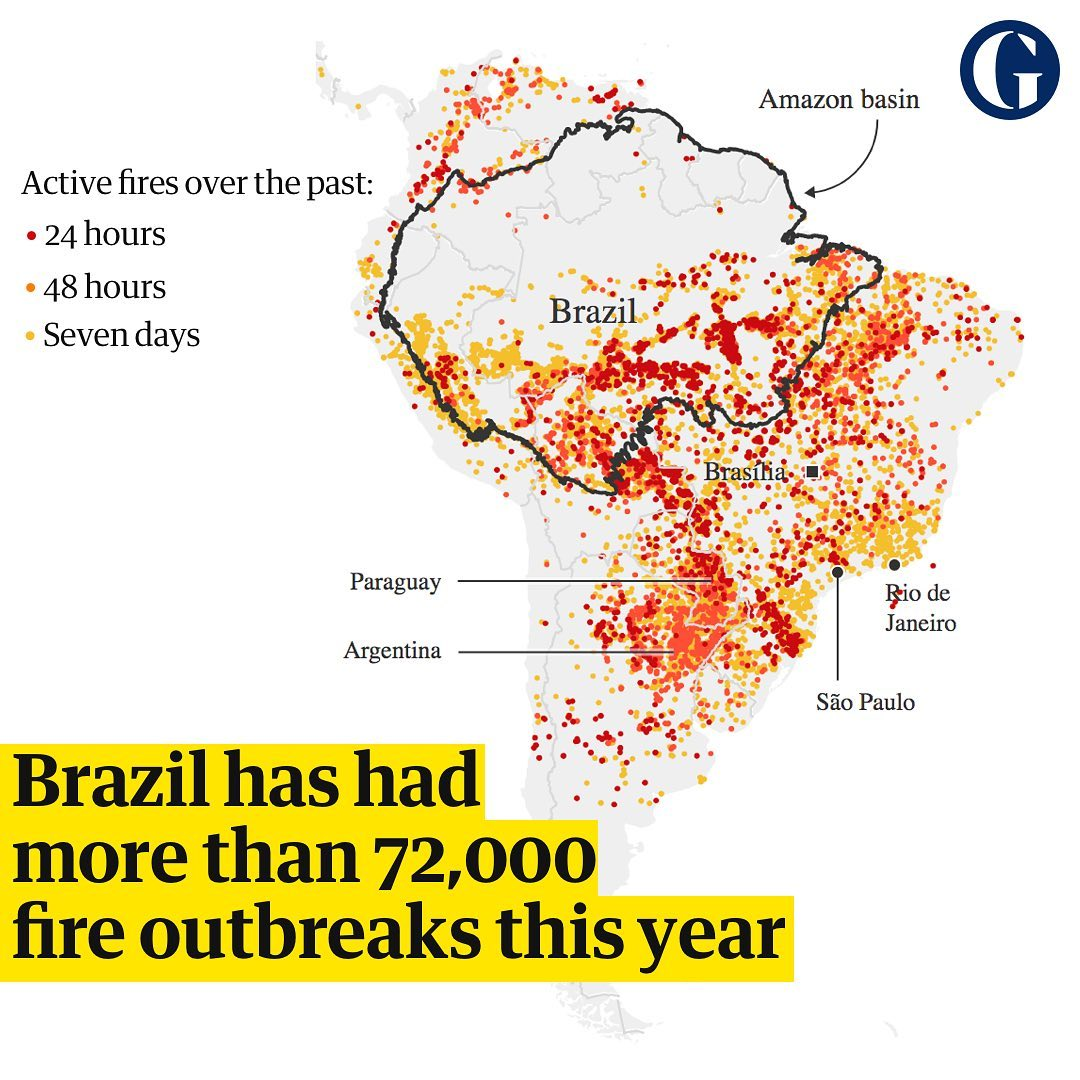 G
Amazon basin
Active fires over the past:
24 hours
48 hours
Seven days
Brazil
Brasília
Paraguay
Rio de
Janeiro
Argentina
São Paulo
Brazil has had
more than 72,000
fire outbreaks this year